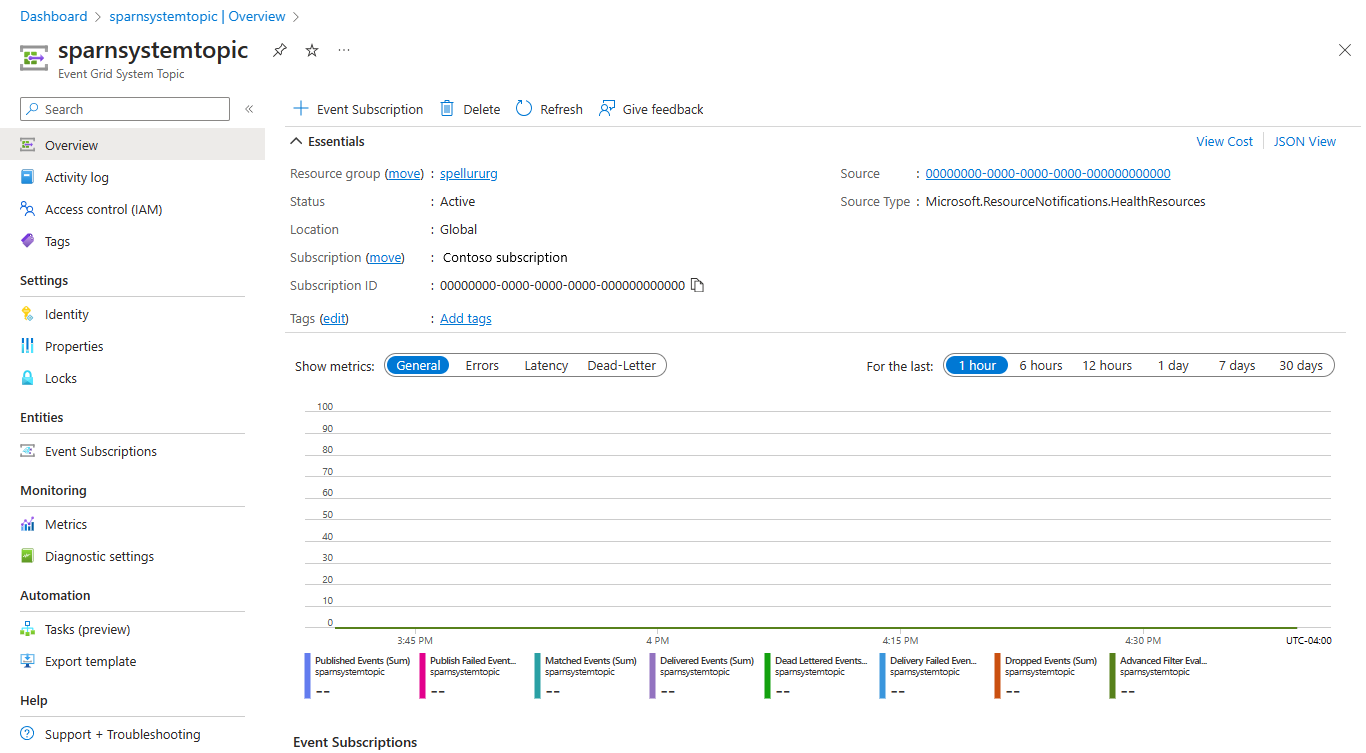 Dashboard > sparnsystemtopic | Overview >
sparnsystemtopic
Event Grid System Topic
Search
Overview
Activity log
Access control (IAM)
Tags
Settings
Identity
Properties
Locks
Entities
Event Subscriptions
Monitoring
Metrics
Diagnostic settings
Automation
Tasks (preview)
Export template
Help
Support + Troubleshooting
Event Subscription Delete Refresh Give feedback
Essentials View Cost JSON View
Resource group (move) : spellururg
Status : Active
Location : Global
Subscription (move) : Contoso subscription
Subscription ID : 00000000-0000-0000-0000-000000000000
Tags (edit) : Add tags
Source : 00000000-0000-0000-0000-000000000000
Source Type : Microsoft.ResourceNotifications.HealthResources
Show metrics: General Errors Latency Dead-Letter
For the last: 1 hour 6 hours 12 hours 1 day 7 days 30 days
100
90
80
70
60
50
40
30
20
10
0
3:45 PM 4 PM 4:15 PM 4:30 PM UTC-04:00
Published Events (Sum)
sparnsystemtopic
--
Publish Failed Event...
sparnsystemtopic
--
Matched Events (Sum)
sparnsystemtopic
--
Delivered Events (Sum)
sparnsystemtopic
--
Dead Lettered Events...
sparnsystemtopic
--
Delivery Failed Even...
sparnsystemtopic
--
Dropped Events (Sum)
sparnsystemtopic
--
Advanced Filter Eval...
sparnsystemtopic
--
Event Subscriptions